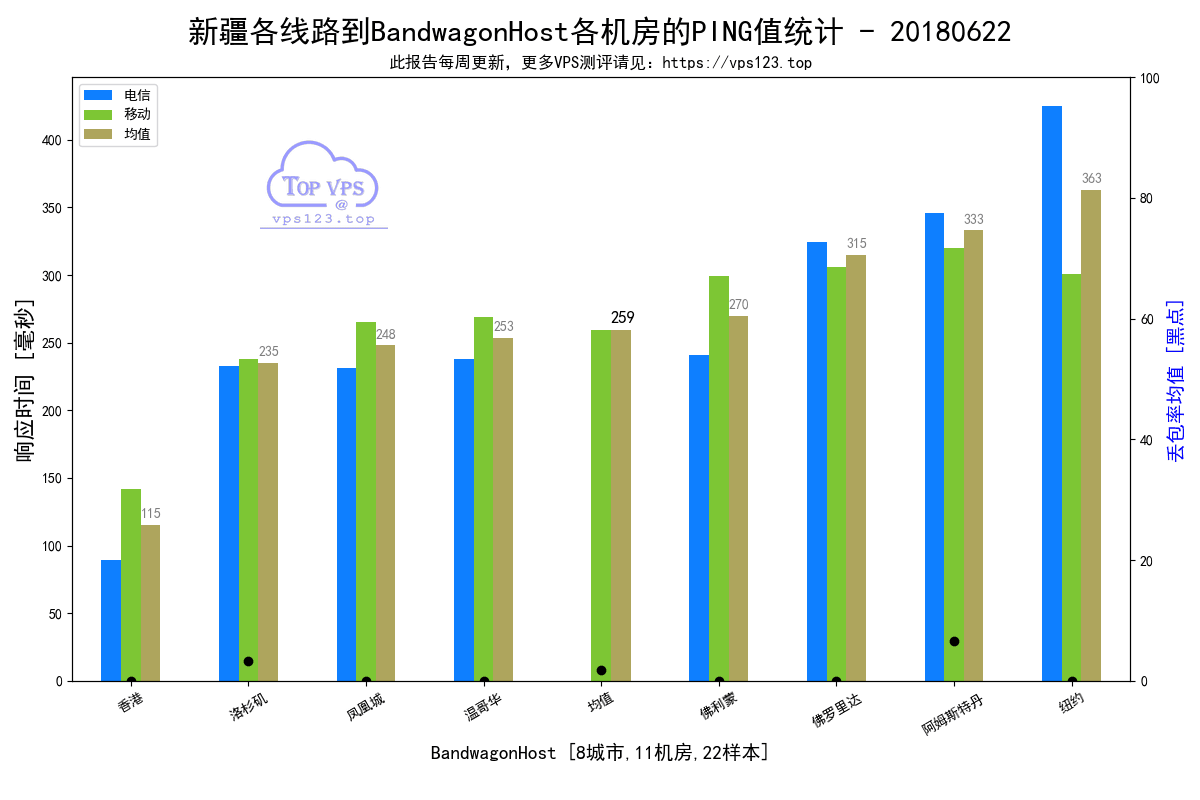 新疆各线路到BandwagonHost各机房的PING值统计 - 20180622
此报告每周更新，更多VPS测评请见：https://vps123.top
电信
移动
均值
TOP VPS
@
vps123.top
响应时间 [毫秒]
400
350
300
250
200
150
100
50
0
115
235
248
253
259
270
315
333
363
100
80
60
40
20
0
丢包率均值 [黑点]
香港
洛杉矶
凤凰城
温哥华
均值
佛利蒙
佛罗里达
阿姆斯特丹
纽约
BandwagonHost [8城市,11机房,22样本]